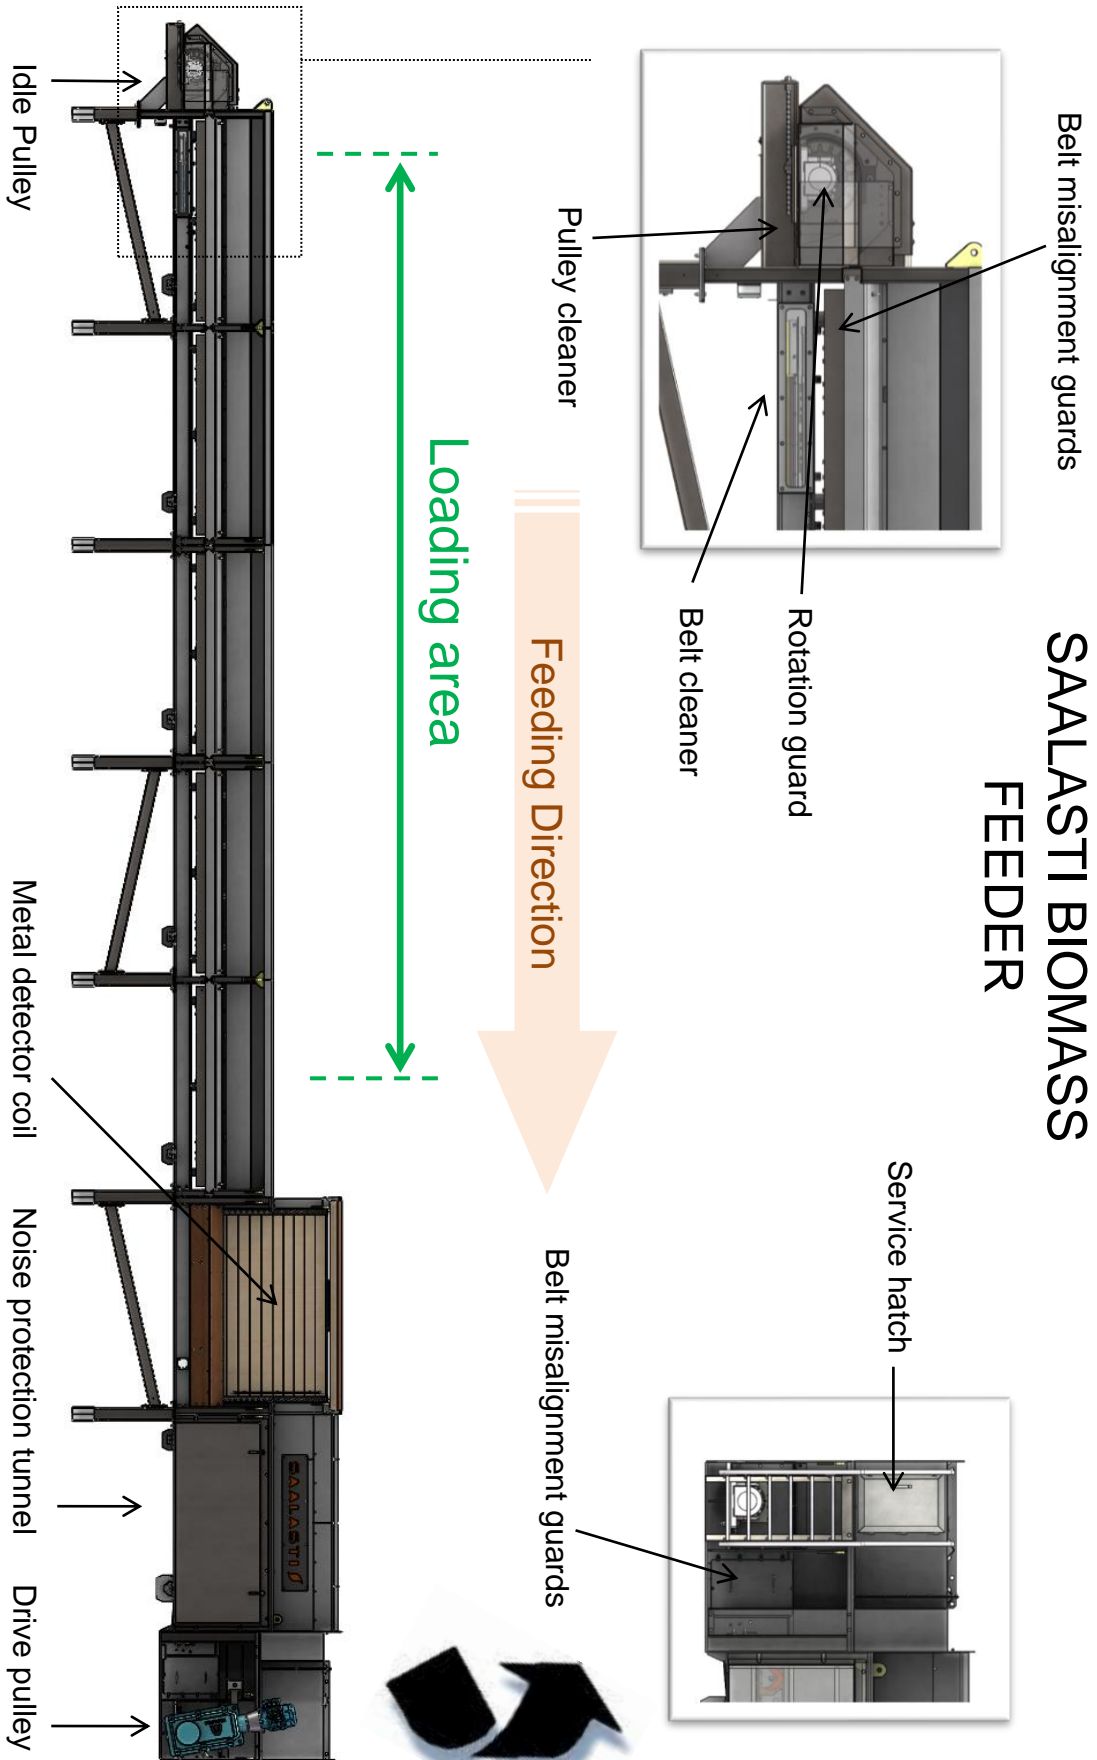 SAALASTI BIOMASS
FEEDER
Belt misalignment guards
Pulley cleaner
Rotation guard
Belt cleaner
Service hatch
Belt misalignment guards
Feeding Direction
Loading area
SAALASTI
Idle Pulley
Metal detector coil
Noise protection tunnel
Drive pulley